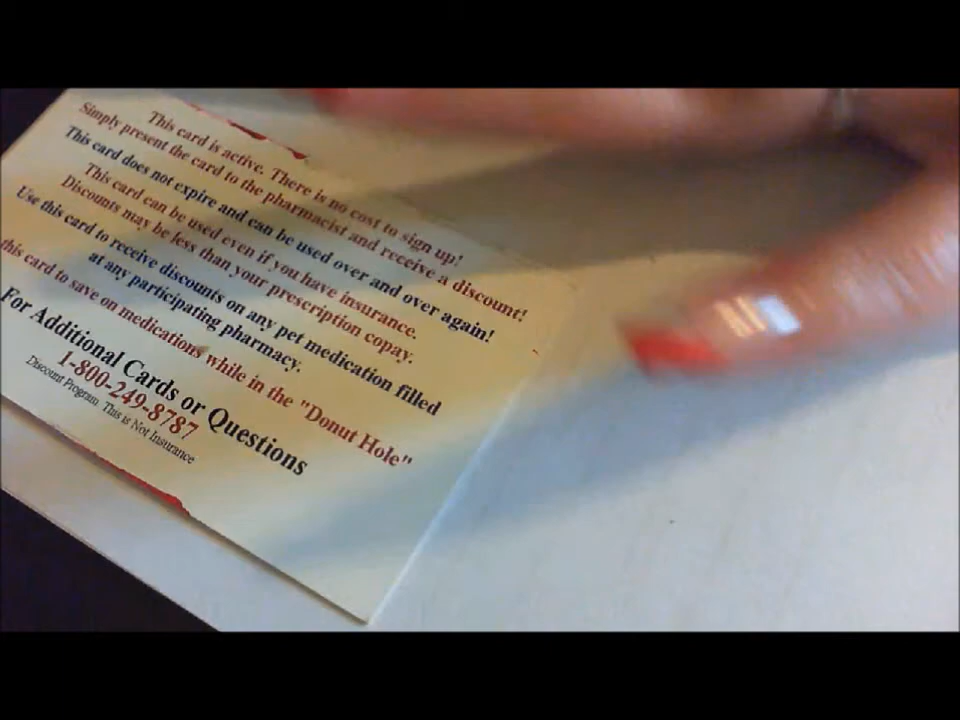 This card is active. There is no cost to sign up!
Simply present the card to the pharmacist and receive a discount!
This card does not expire and can be used over and over again!
This card can be used even if you have insurance.
Discounts may be less than your prescription copay.
Use this card to receive discounts on any pet medication filled
at any participating pharmacy.
this card to save on medications while in the "Donut Hole"
For Additional Cards or Questions
1-800-249-8787
Discount Program. This is Not Insurance